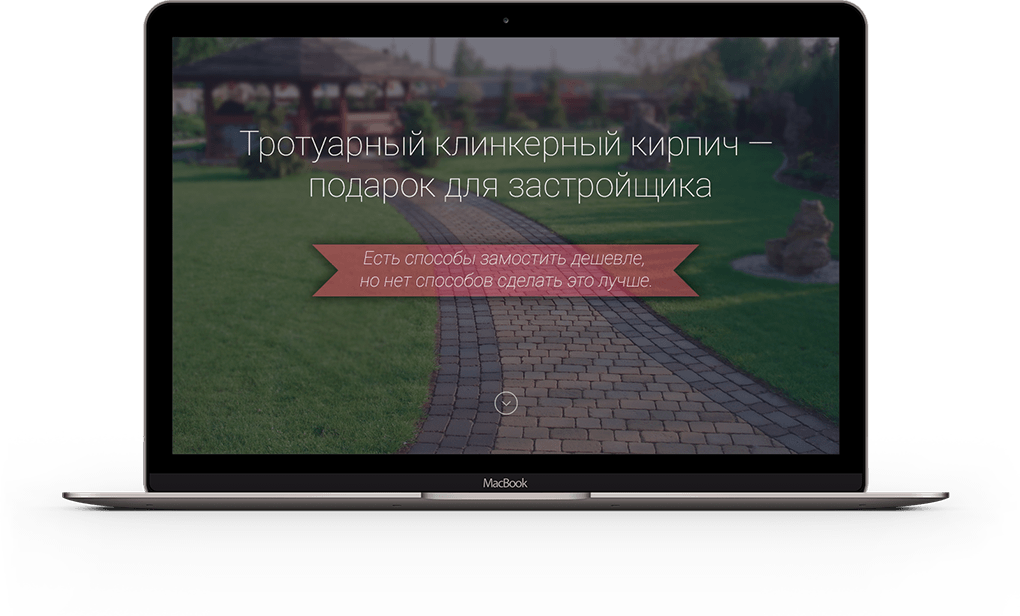 Тротуарный клинкерный кирпич —
подарок для застройщика
Есть способы замостить дешевле,
но нет способов сделать это лучше.
MacBook